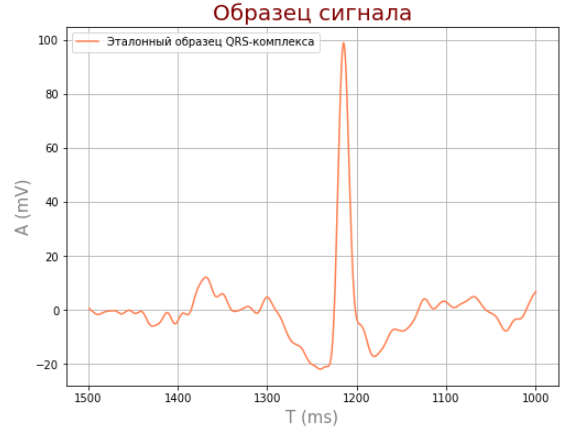 Образец сигнала
Эталонный образец QRS-комплекса
A (mV)
100
80
60
40
20
0
−20
1500 1400 1300 1200 1100 1000
T (ms)